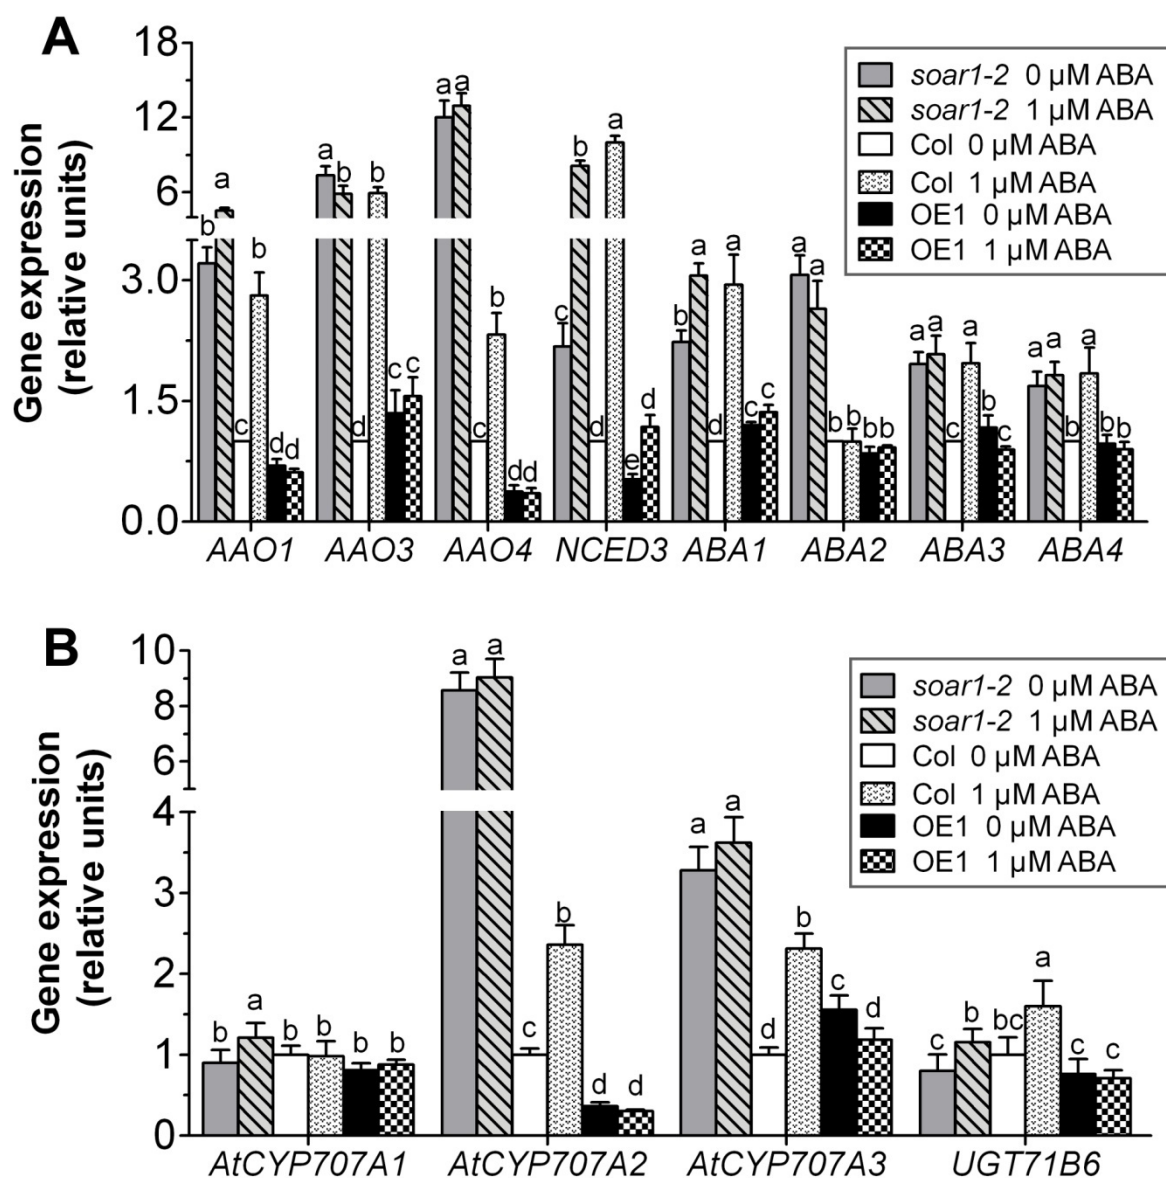 A
Gene expression
(relative units)
18
12
6
3.0
1.5
0.0
soar1-2 0 µM ABA
soar1-2 1 µM ABA
Col 0 µM ABA
Col 1 µM ABA
OE1 0 µM ABA
OE1 1 µM ABA
b a c b d d
a b d b c c
a a c b d d
c b d a e d
b a d a c c
a a b b b b
a a c a b c
a a b a b b
AAO1 AAO3 AAO4 NCED3 ABA1 ABA2 ABA3 ABA4
B
Gene expression
(relative units)
10
8
6
4
3
2
1
0
soar1-2 0 µM ABA
soar1-2 1 µM ABA
Col 0 µM ABA
Col 1 µM ABA
OE1 0 µM ABA
OE1 1 µM ABA
b a b b b b
a a c b d d
a a d b c d
c b bc a c c
AtCYP707A1 AtCYP707A2 AtCYP707A3 UGT71B6